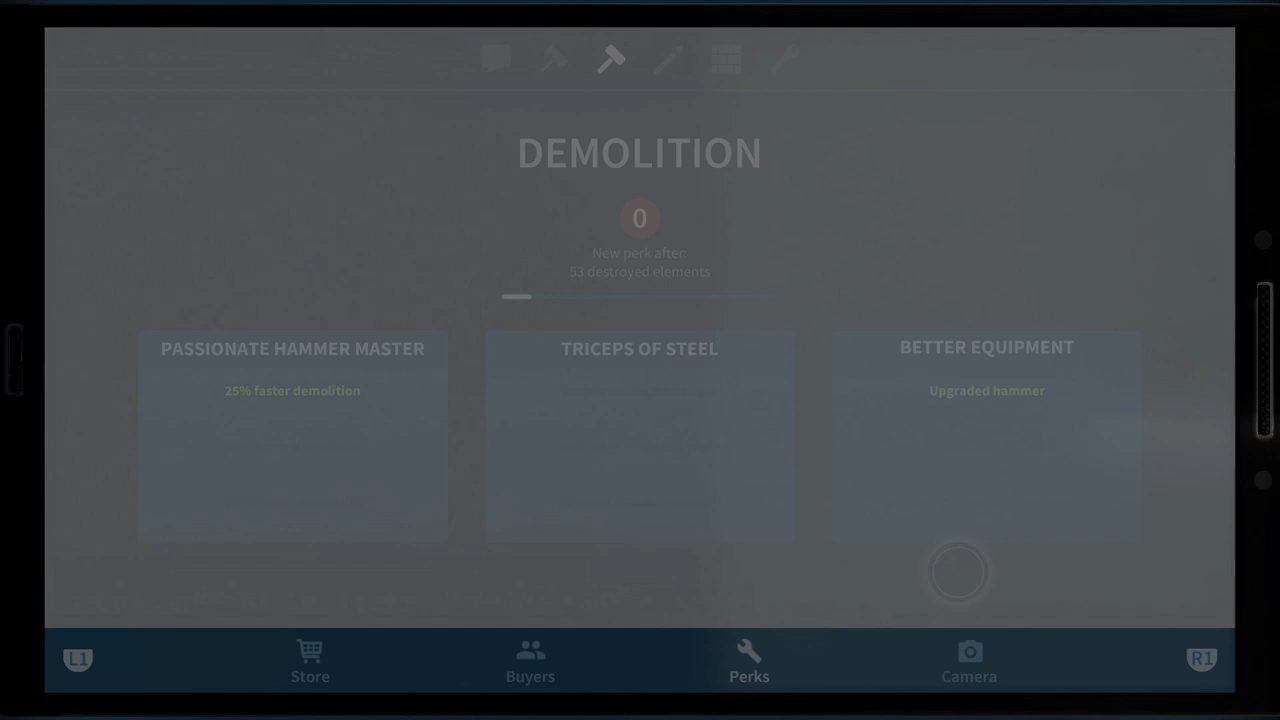 DEMOLITION
0
New perk after:
53 destroyed elements
PASSIONATE HAMMER MASTER
25% faster demolition
TRICEPS OF STEEL
BETTER EQUIPMENT
Upgraded hammer
L1
Store
Buyers
Perks
Camera
R1